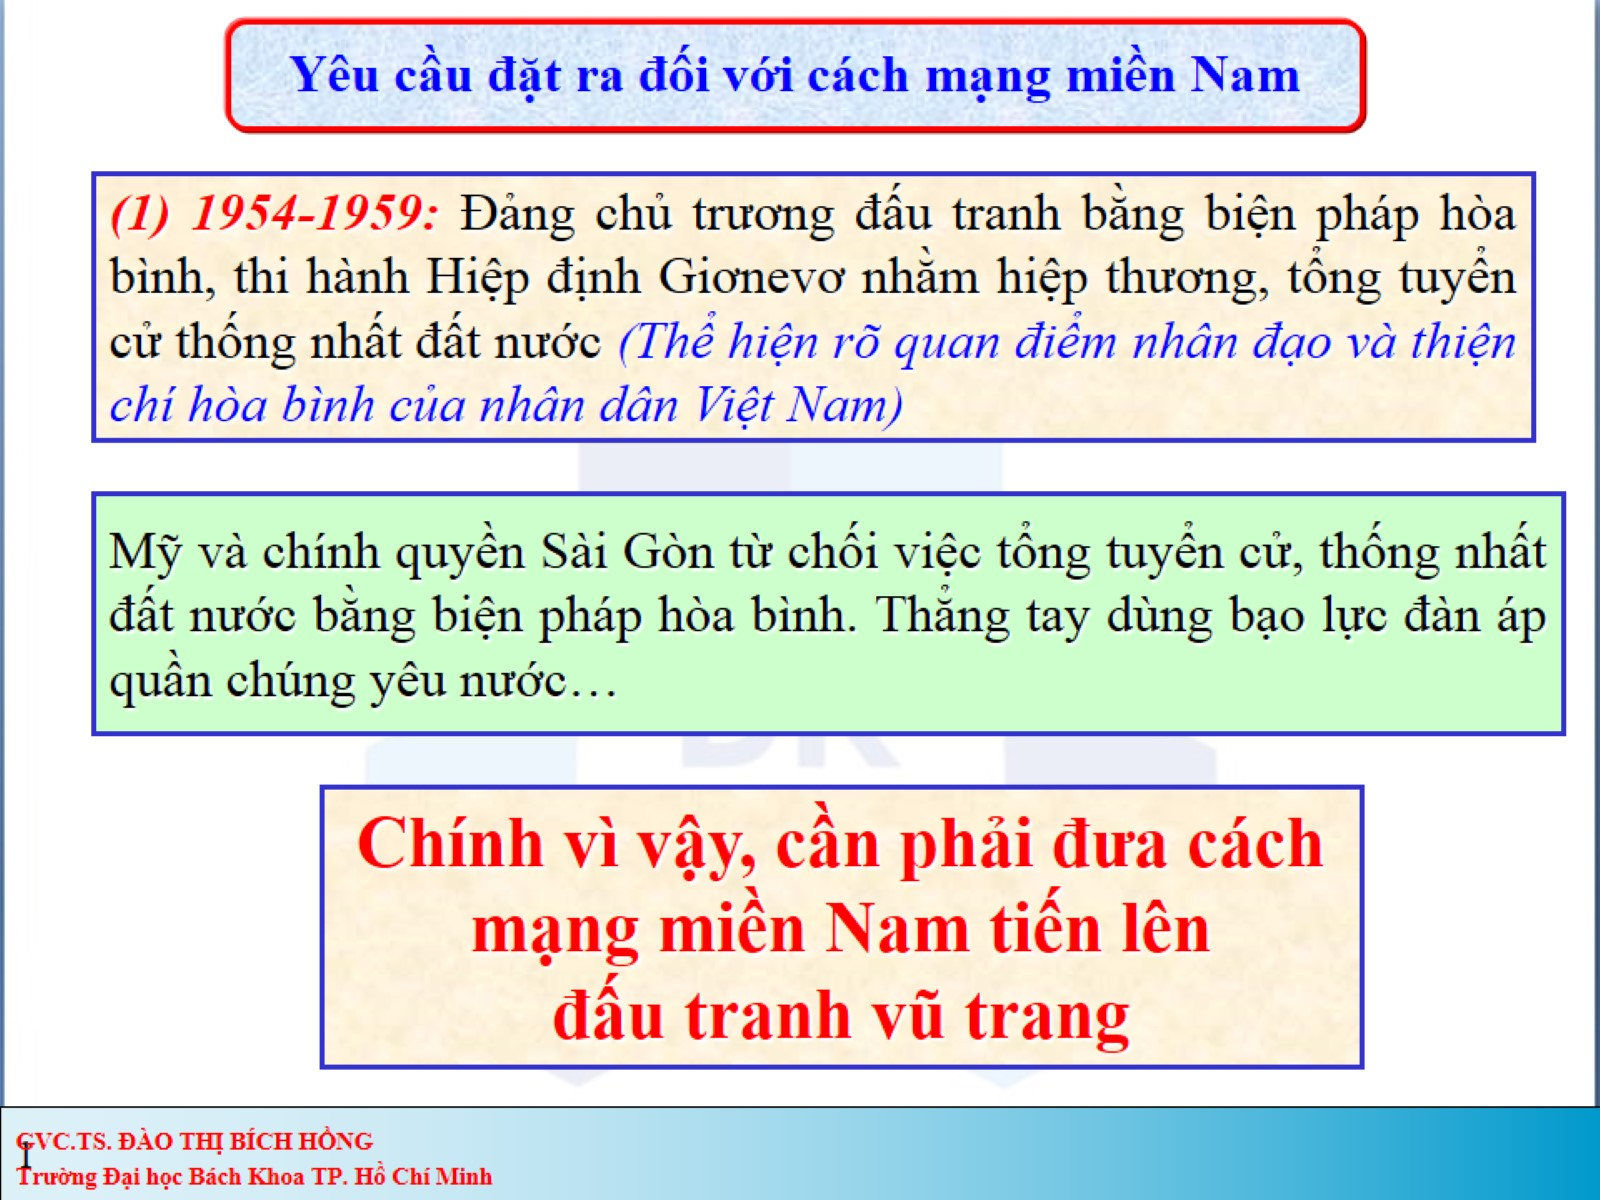 Yêu cầu đặt ra đối với cách mạng miền Nam
(1) 1954-1959: Đảng chủ trương đấu tranh bằng biện pháp hòa
bình, thi hành Hiệp định Giơnevơ nhằm hiệp thương, tổng tuyển
cử thống nhất đất nước (Thể hiện rõ quan điểm nhân đạo và thiện
chí hòa bình của nhân dân Việt Nam)
Mỹ và chính quyền Sài Gòn từ chối việc tổng tuyển cử, thống nhất
đất nước bằng biện pháp hòa bình. Thẳng tay dùng bạo lực đàn áp
quần chúng yêu nước…
BK
Chính vì vậy, cần phải đưa cách
mạng miền Nam tiến lên
đấu tranh vũ trang
GVC.TS. ĐÀO THỊ BÍCH HỒNG
1
Trường Đại học Bách Khoa TP. Hồ Chí Minh